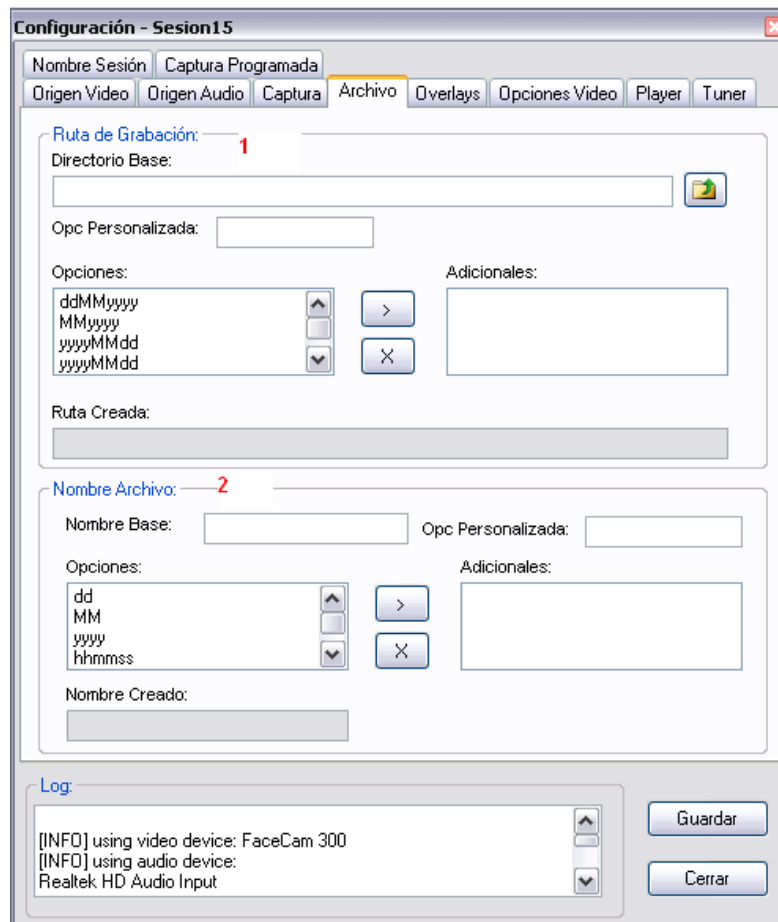 Configuración - Sesion15
Nombre Sesión Captura Programada
Origen Video Origen Audio Captura Archivo Overlays Opciones Video Player Tuner
Ruta de Grabación: 1
Directorio Base:
Opc Personalizada:
Opciones: Adicionales:
ddMMyyyy
MMyyyy
yyyyMMdd
yyyyMMdd
>
X
Ruta Creada:
Nombre Archivo: 2
Nombre Base: Opc Personalizada:
Opciones: Adicionales:
dd
MM
yyyy
hhmmss
>
X
Nombre Creado:
Log:
[INFO] using video device: FaceCam 300
[INFO] using audio device:
Realtek HD Audio Input
Guardar
Cerrar